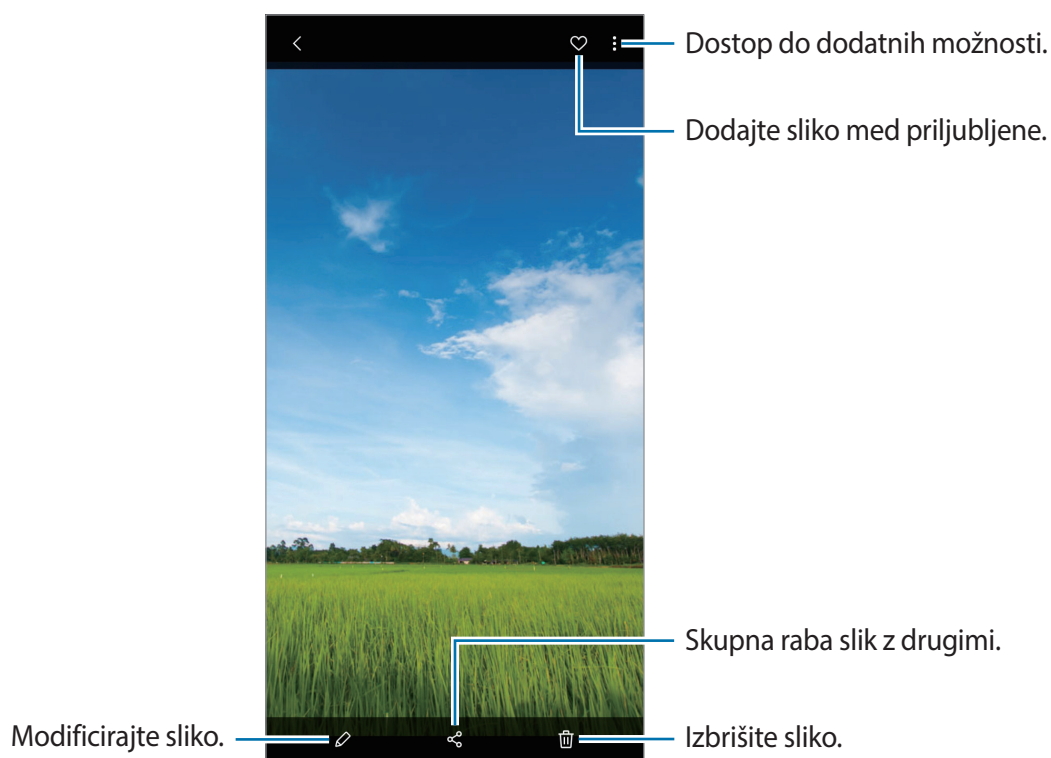 Dostop do dodatnih možnosti.
Dodajte sliko med priljubljene.
Skupna raba slik z drugimi.
Modificirajte sliko.
Izbrišite sliko.